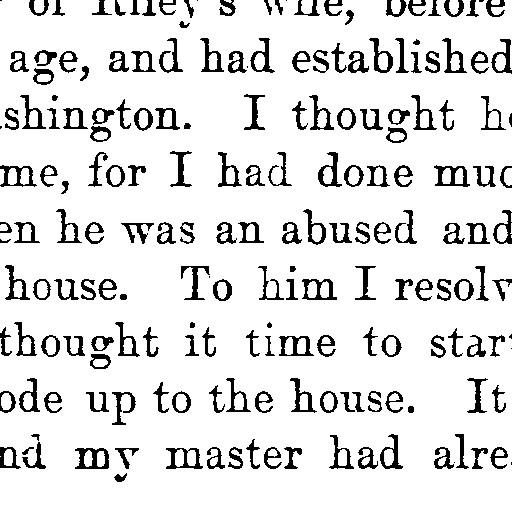 of Riley's wife, before
age, and had established
shington. I thought he
me, for I had done muc
en he was an abused and
house. To him I resolv
thought it time to start
ode up to the house. It
nd my master had alre